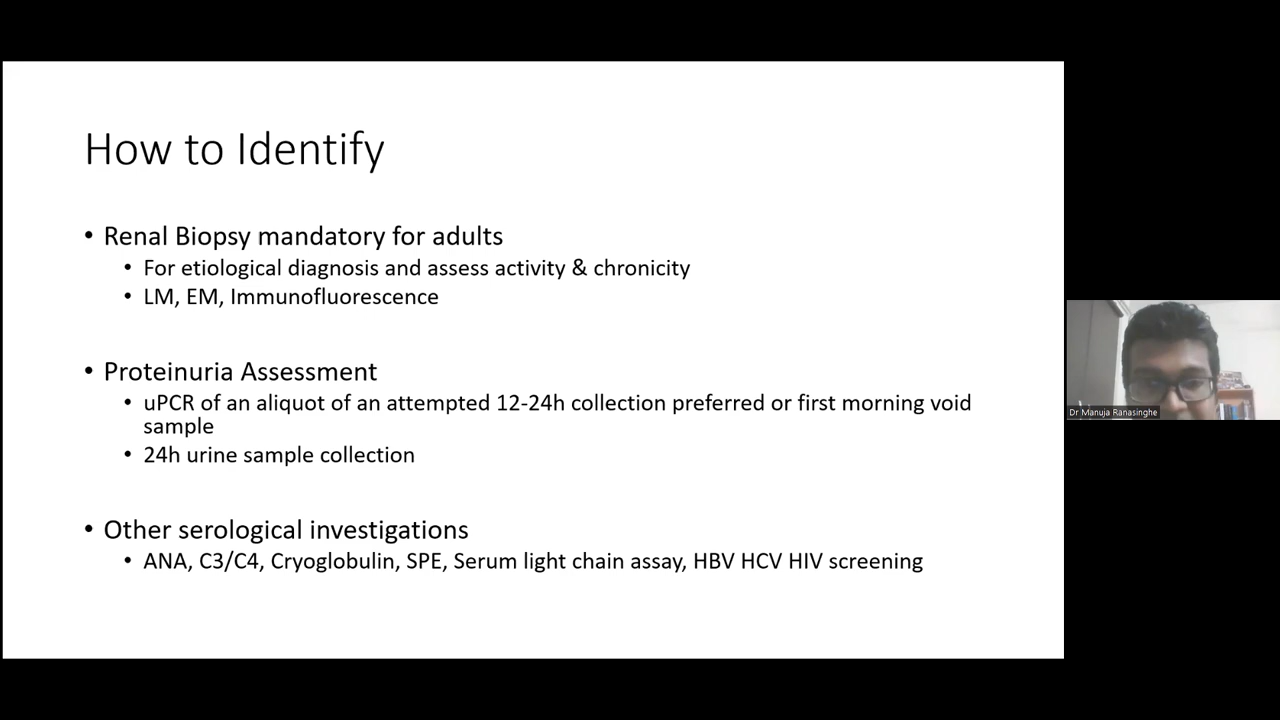 How to Identify
• Renal Biopsy mandatory for adults
• For etiological diagnosis and assess activity & chronicity
• LM, EM, Immunofluorescence
• Proteinuria Assessment
• uPCR of an aliquot of an attempted 12-24h collection preferred or first morning void
sample
• 24h urine sample collection
• Other serological investigations
• ANA, C3/C4, Cryoglobulin, SPE, Serum light chain assay, HBV HCV HIV screening
Dr Manuja Ranasinghe